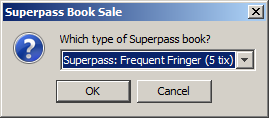 Superpass Book Sale
Which type of Superpass book?
Superpass: Frequent Fringer (5 tix)
OK Cancel